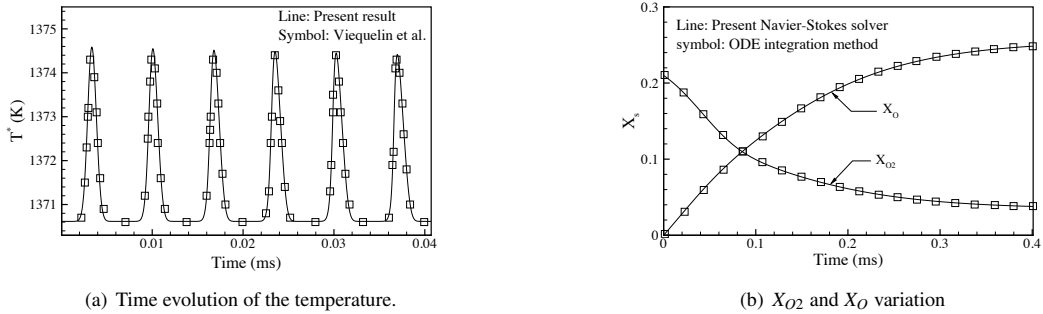 Line: Present result
Symbol: Viequelin et al.
1375
1374
1373
1372
1371
T* (K)
0.01
0.02
0.03
0.04
Time (ms)
(a) Time evolution of the temperature.
Line: Present Navier-Stokes solver
symbol: ODE integration method
0.3
0.2
0.1
0
X_s
X_O
X_O2
0
0.1
0.2
0.3
0.4
Time (ms)
(b) X_O2 and X_O variation